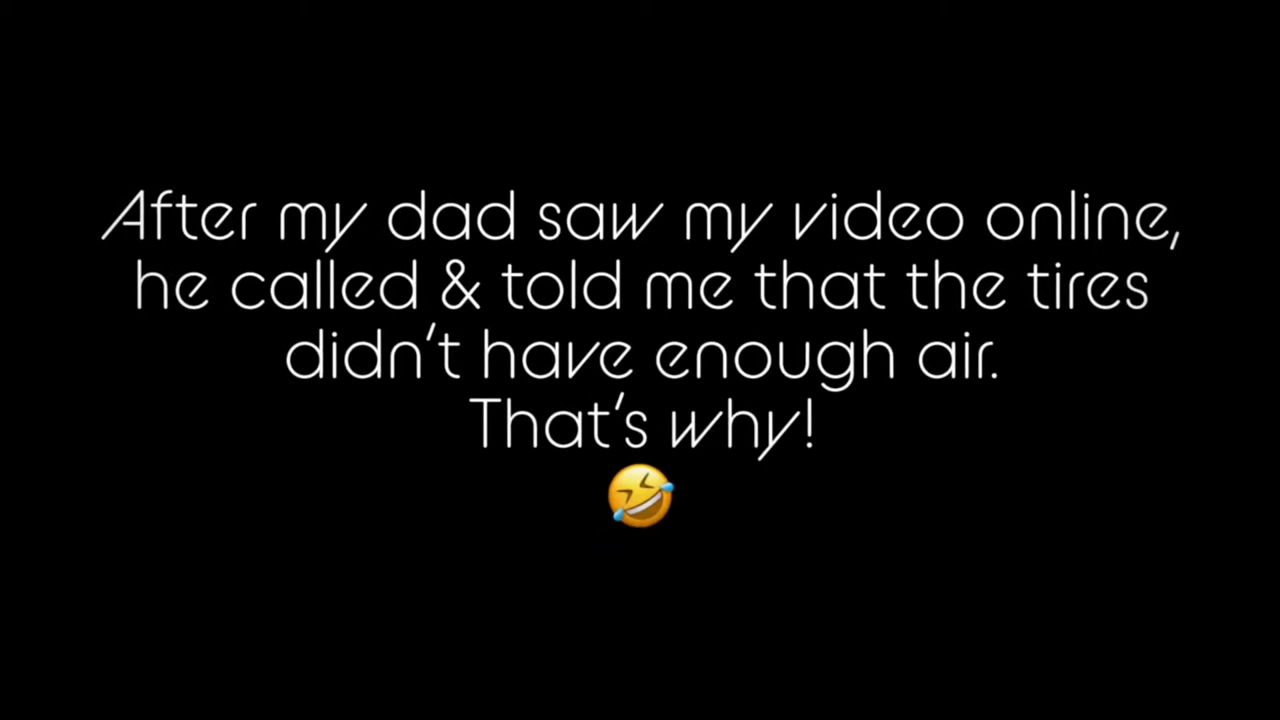 After my dad saw my video online,
he called & told me that the tires
didn't have enough air.
That's why!
🤣